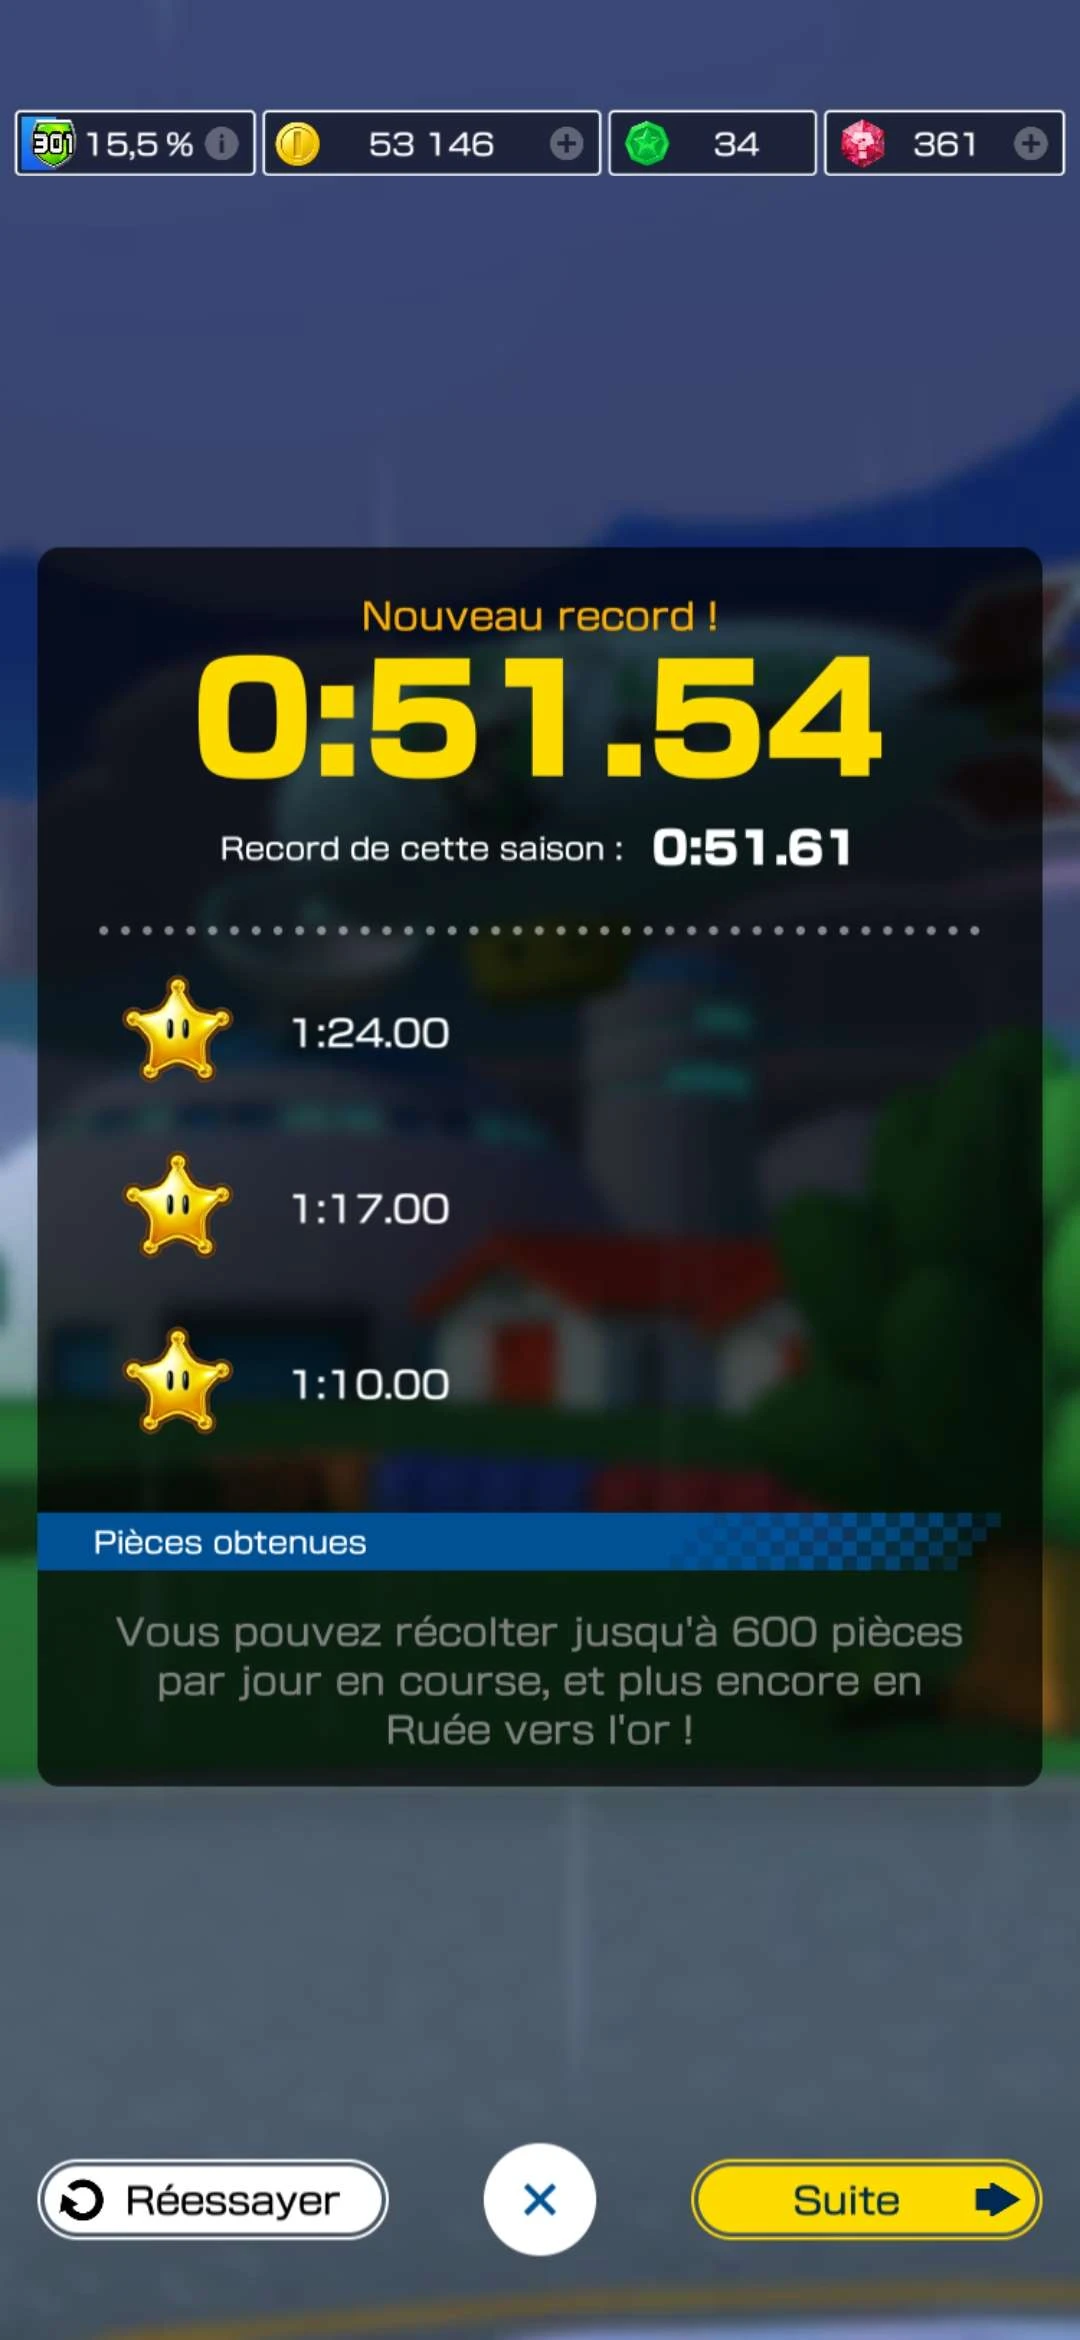 301 15,5 % 53 146 34 361
Nouveau record !
0:51.54
Record de cette saison : 0:51.61
1:24.00
1:17.00
1:10.00
Pièces obtenues
Vous pouvez récolter jusqu'à 600 pièces
par jour en course, et plus encore en
Ruée vers l'or !
Réessayer
Suite